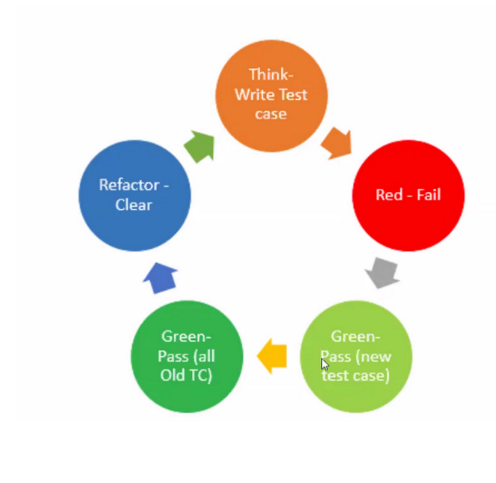 Think-
Write Test
case
Red - Fail
Green-
Pass (new
test case)
Green-
Pass (all
Old TC)
Refactor -
Clear